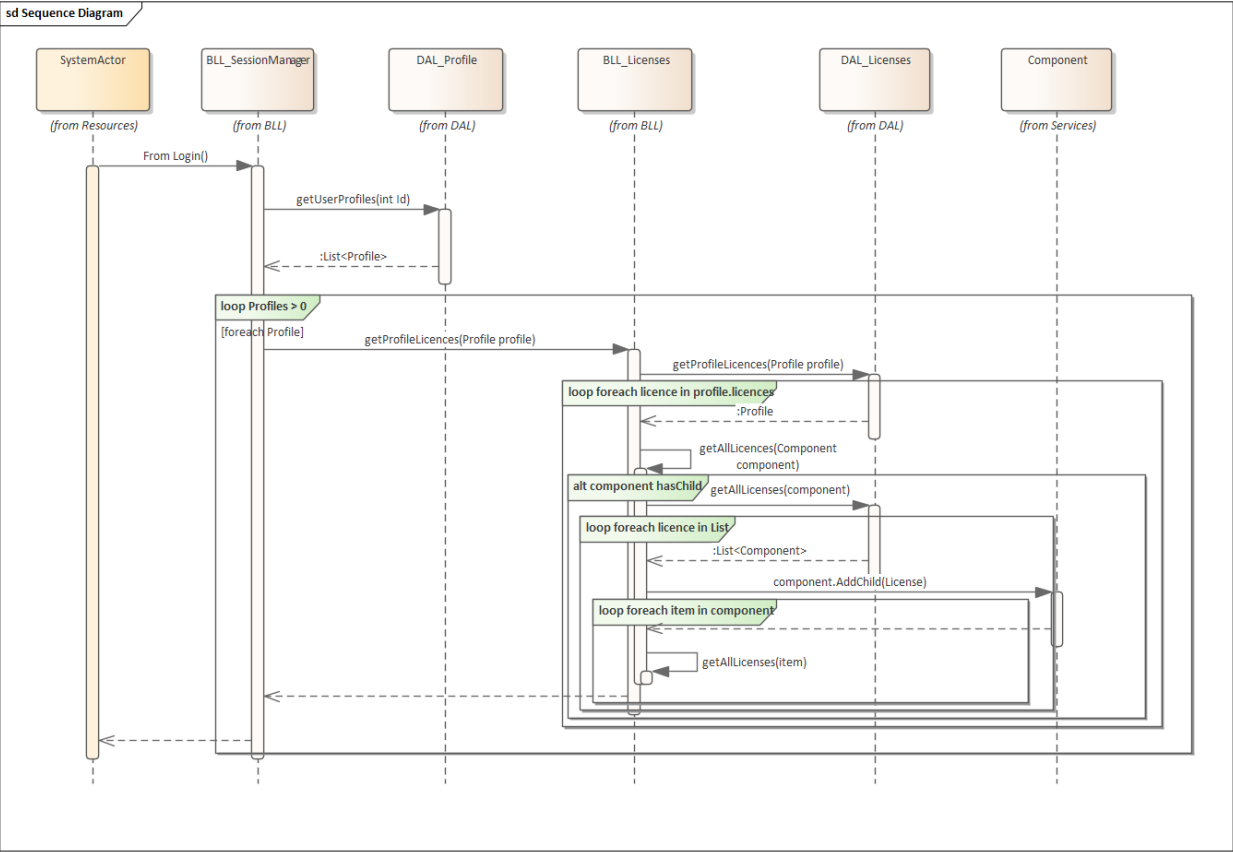 sd Sequence Diagram
SystemActor
BLL_SessionManager
DAL_Profile
BLL_Licenses
DAL_Licenses
Component
(from Resources)
(from BLL)
(from DAL)
(from BLL)
(from DAL)
(from Services)
From Login()
getUserProfiles(int Id)
:List<Profile>
loop Profiles > 0
[foreach Profile]
getProfileLicences(Profile profile)
getProfileLicences(Profile profile)
loop foreach licence in profile.licences
:Profile
getAllLicences(Component
component)
alt component hasChild
getAllLicenses(component)
loop foreach licence in List
:List<Component>
component.AddChild(License)
loop foreach item in component
getAllLicenses(item)